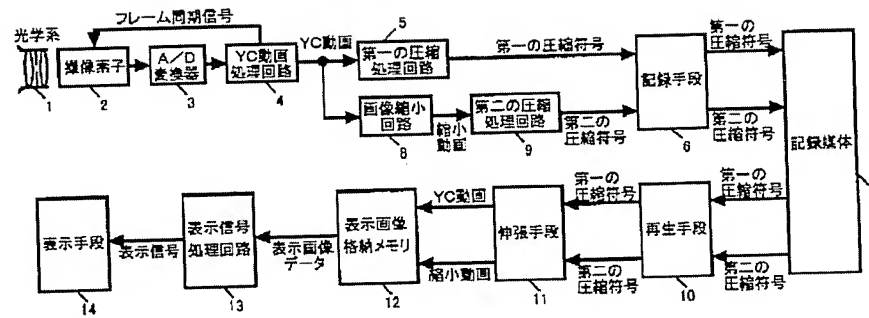 フレーム同期信号
光学系
1
撮像素子
2
A/D
変換器
3
YC動画
処理回路
4
YC動画
5
第一の圧縮
処理回路
第一の圧縮符号
画像縮小
回路
8
縮小
動画
第二の圧縮
処理回路
9
第二の
圧縮符号
記録手段
6
第一の
圧縮符号
第二の
圧縮符号
記録媒体
表示手段
14
表示信号
表示信号
処理回路
13
表示画像
データ
表示画像
格納メモリ
12
YC動画
縮小動画
伸張手段
11
第一の
圧縮符号
第二の
圧縮符号
再生手段
10
第一の
圧縮符号
第二の
圧縮符号